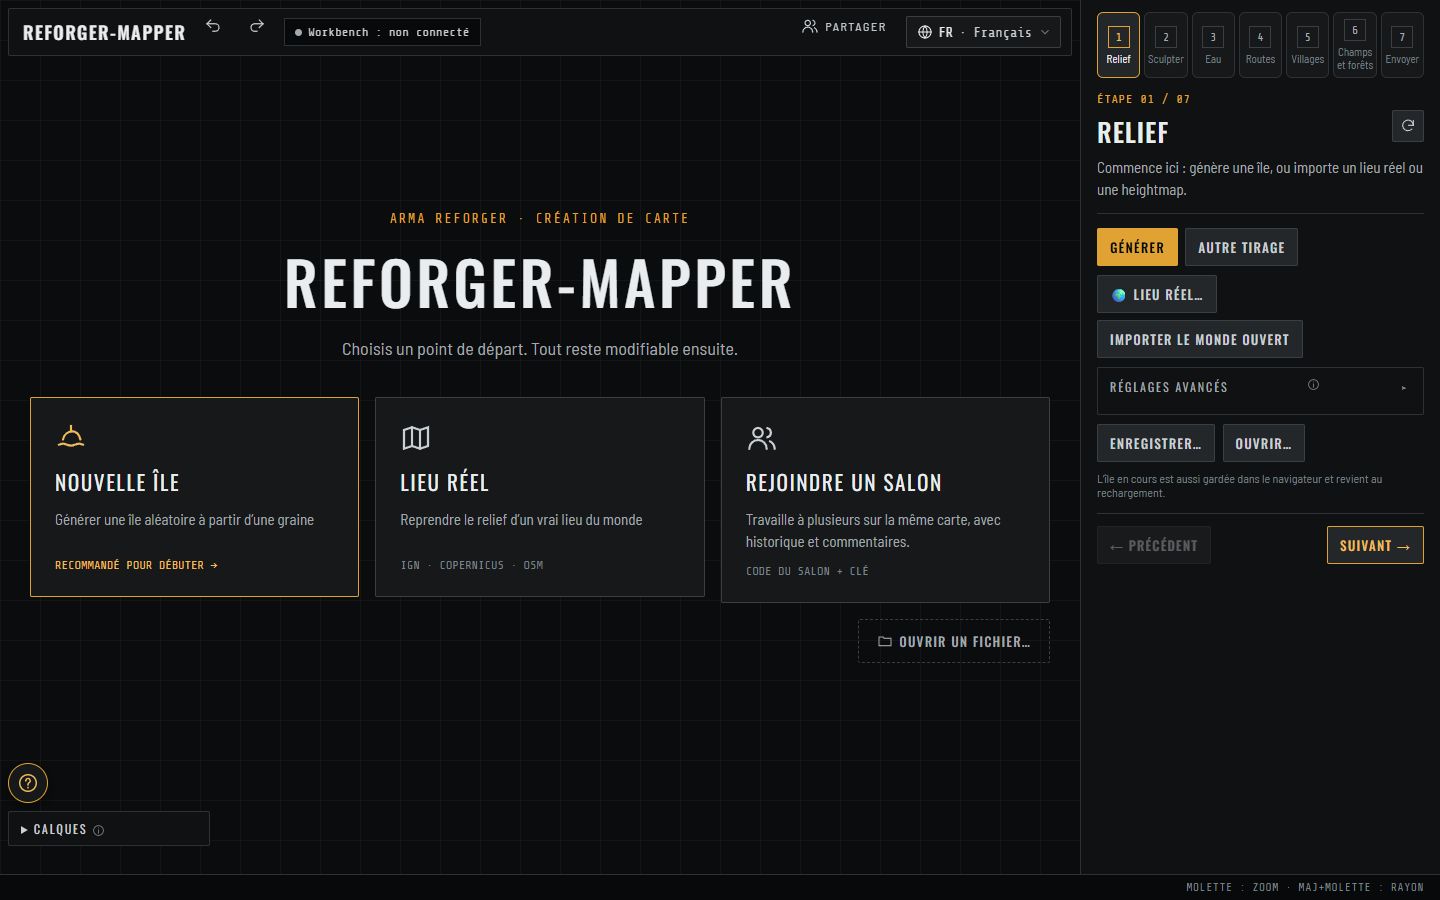 REFORGER-MAPPER
Workbench : non connecté
PARTAGER
FR · Français
ARMA REFORGER · CRÉATION DE CARTE
REFORGER-MAPPER
Choisis un point de départ. Tout reste modifiable ensuite.
NOUVELLE ÎLE
Générer une île aléatoire à partir d'une graine
RECOMMANDÉ POUR DÉBUTER →
LIEU RÉEL
Reprendre le relief d'un vrai lieu du monde
IGN · COPERNICUS · OSM
REJOINDRE UN SALON
Travaille à plusieurs sur la même carte, avec
historique et commentaires.
CODE DU SALON + CLÉ
OUVRIR UN FICHIER…
CALQUES
1
Relief
2
Sculpter
3
Eau
4
Routes
5
Villages
6
Champs
et forêts
7
Envoyer
ÉTAPE 01 / 07
RELIEF
Commence ici : génère une île, ou importe un lieu réel ou
une heightmap.
GÉNÉRER
AUTRE TIRAGE
LIEU RÉEL…
IMPORTER LE MONDE OUVERT
RÉGLAGES AVANCÉS
ENREGISTRER…
OUVRIR…
L'île en cours est aussi gardée dans le navigateur et revient au
rechargement.
← PRÉCÉDENT
SUIVANT →
MOLETTE : ZOOM · MAJ+MOLETTE : RAYON